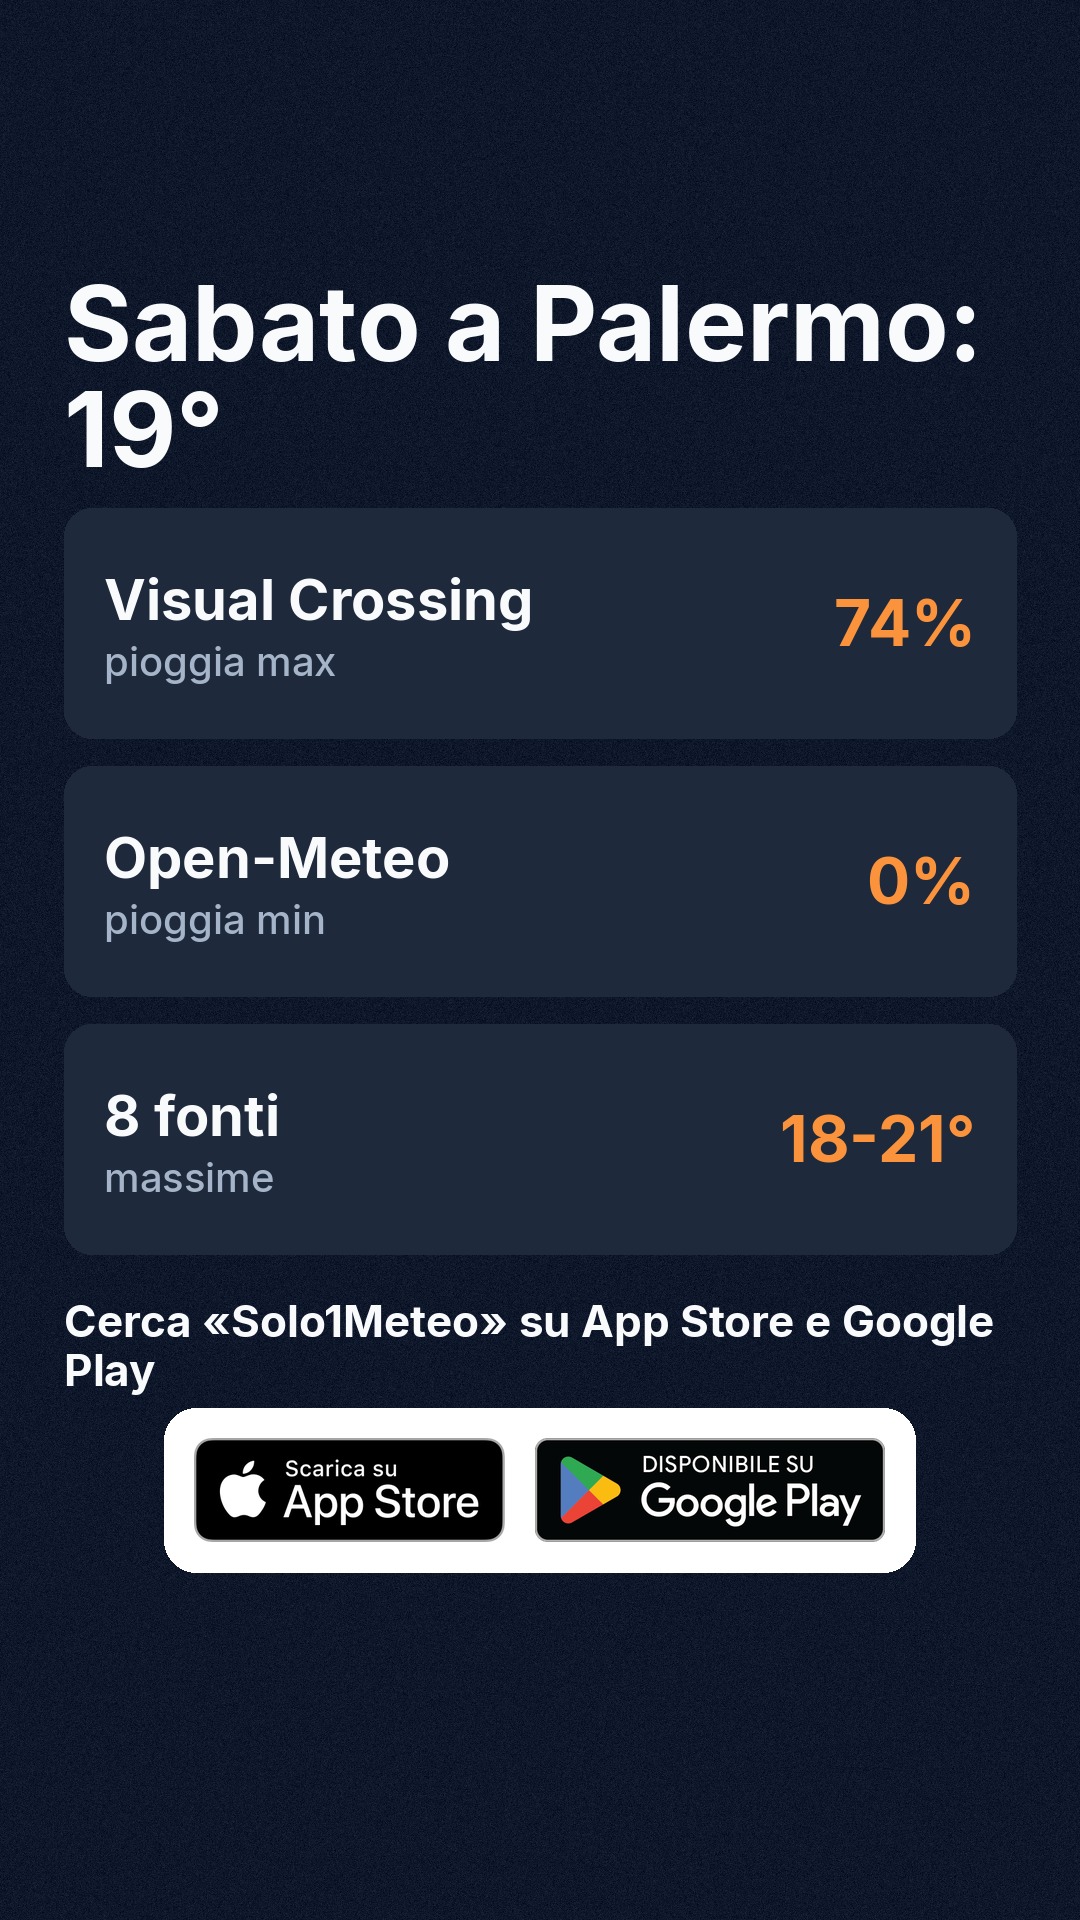 Sabato a Palermo:
19°
Visual Crossing
pioggia max
74%
Open-Meteo
pioggia min
0%
8 fonti
massime
18-21°
Cerca «Solo1Meteo» su App Store e Google
Play
Scarica su
App Store
DISPONIBILE SU
Google Play